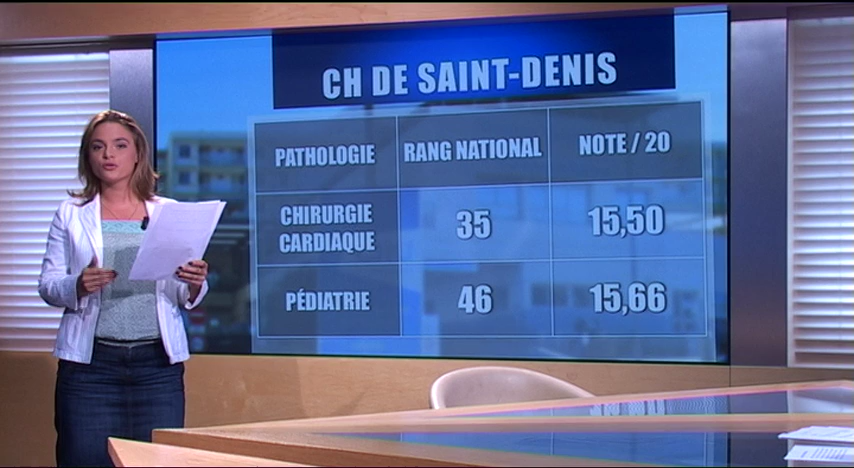 CH DE SAINT-DENIS
PATHOLOGIE RANG NATIONAL NOTE / 20
CHIRURGIE
CARDIAQUE 35 15,50
PÉDIATRIE 46 15,66